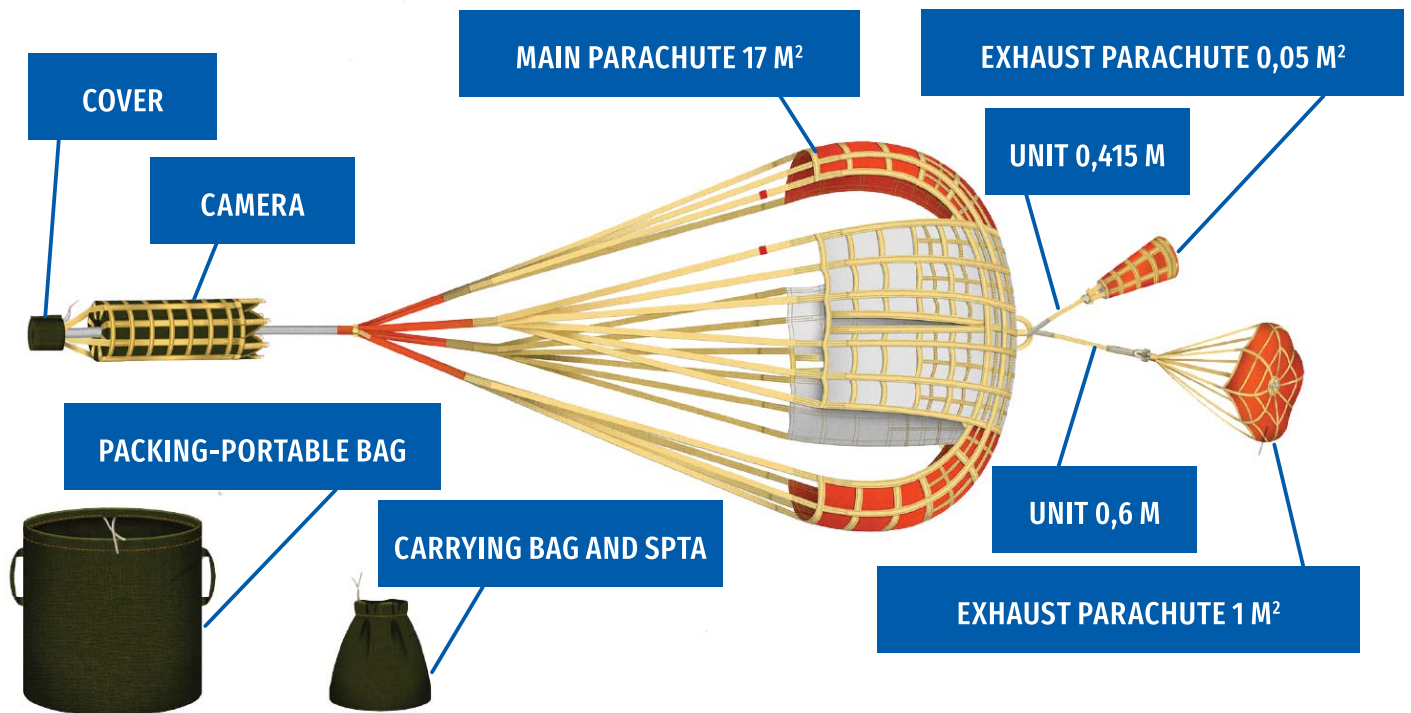 MAIN PARACHUTE 17 M²
EXHAUST PARACHUTE 0,05 M²
COVER
UNIT 0,415 M
CAMERA
PACKING-PORTABLE BAG
UNIT 0,6 M
CARRYING BAG AND SPTA
EXHAUST PARACHUTE 1 M²